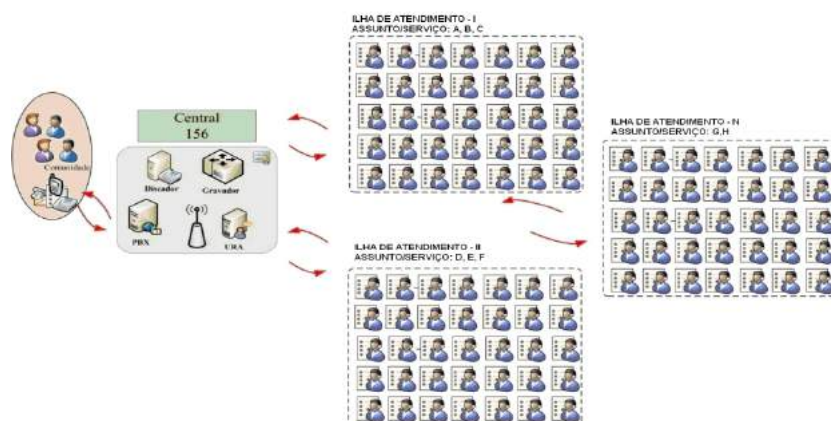 ILHA DE ATENDIMENTO - I
ASSUNTO/SERVIÇO: A, B, C
Central
156
Comunidade
Discador
Gravador
PBX
URA
ILHA DE ATENDIMENTO - II
ASSUNTO/SERVIÇO: D, E, F
ILHA DE ATENDIMENTO - N
ASSUNTO/SERVIÇO: G,H